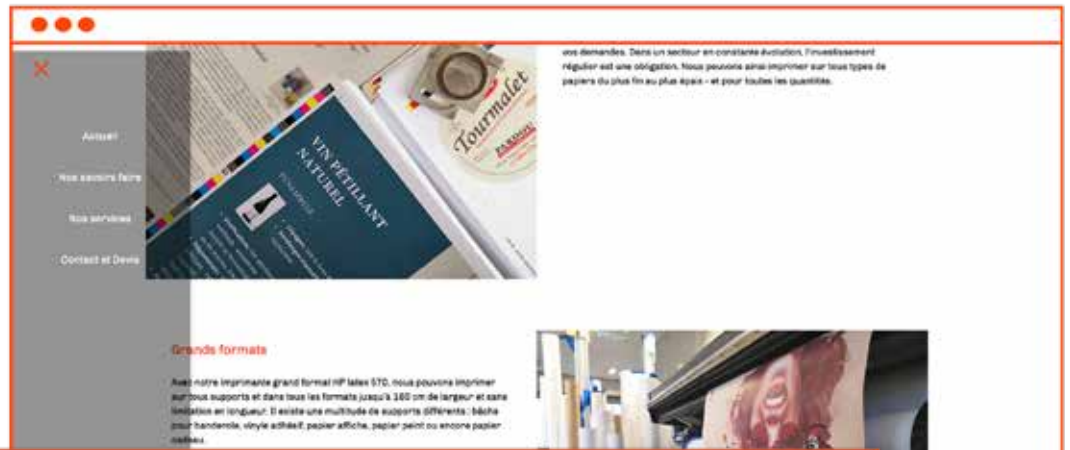 vos demandes. Dans un secteur en constante évolution, l'investissement
régulier est une obligation. Nous pouvons ainsi imprimer sur tous types de
papiers du plus fin au plus épais - et pour toutes les quantités.
Accueil
Nos savoirs faire
Nos services
Contact et Devis
Tourmalet
PARDOU
VIN PÉTILLANT
NATUREL
Grands formats
Avec notre imprimante grand format HP latex 570, nous pouvons imprimer
sur tous supports et dans tous les formats jusqu'à 160 cm de largeur et sans
limitation en longueur. Il existe une multitude de supports différents : bâche
pour banderole, vinyle adhésif, papier affiche, papier peint ou encore papier
cadeau.